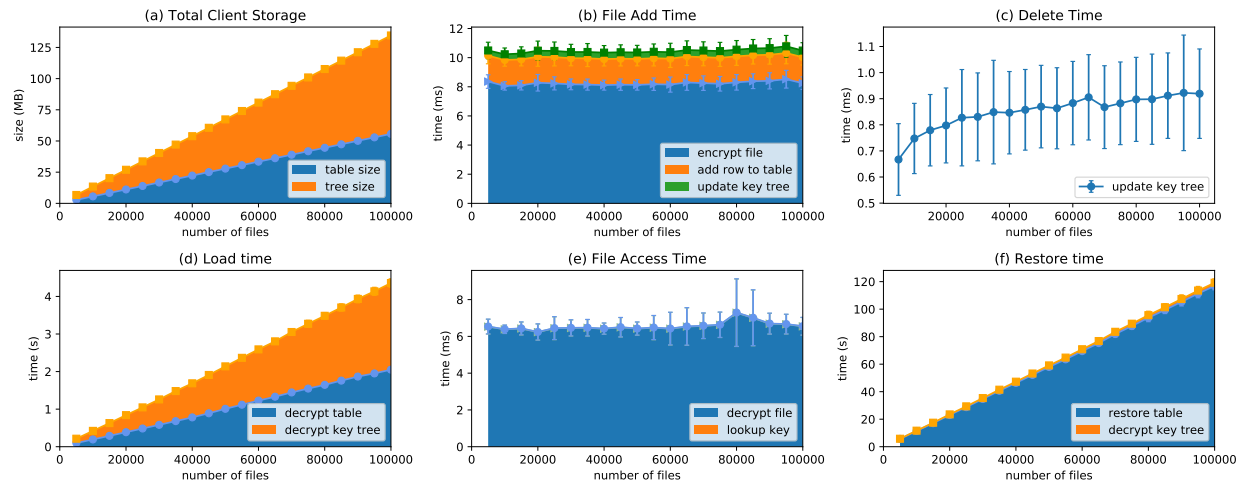 (a) Total Client Storage
size (MB)
125
100
75
50
25
0
0 20000 40000 60000 80000 100000
number of files
table size
tree size
(b) File Add Time
time (ms)
12
10
8
6
4
2
0
0 20000 40000 60000 80000 100000
number of files
encrypt file
add row to table
update key tree
(c) Delete Time
time (ms)
1.1
1.0
0.9
0.8
0.7
0.6
0.5
20000 40000 60000 80000 100000
number of files
update key tree
(d) Load time
time (s)
4
3
2
1
0
0 20000 40000 60000 80000 100000
number of files
decrypt table
decrypt key tree
(e) File Access Time
time (ms)
8
6
4
2
0
0 20000 40000 60000 80000 100000
number of files
decrypt file
lookup key
(f) Restore time
time (s)
120
100
80
60
40
20
0
0 20000 40000 60000 80000 100000
number of files
restore table
decrypt key tree